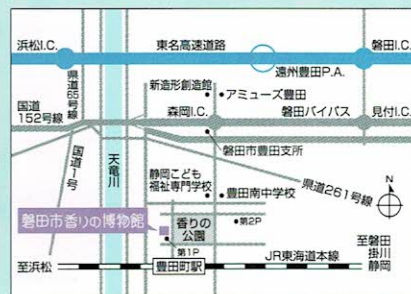 浜松I.C.
東名高速道路
磐田I.C.
県道65号線
遠州豊田P.A.
新造形創造館
アミューズ豊田
国道
152号線
森岡I.C.
磐田バイパス
見付I.C.
磐田市豊田支所
国道1号
天竜川
静岡こども
福祉専門学校
豊田南中学校
県道261号線
N
磐田市香りの博物館
香りの
公園
第2P
第1P
至浜松
豊田町駅
JR東海道本線
至磐田
掛川
静岡